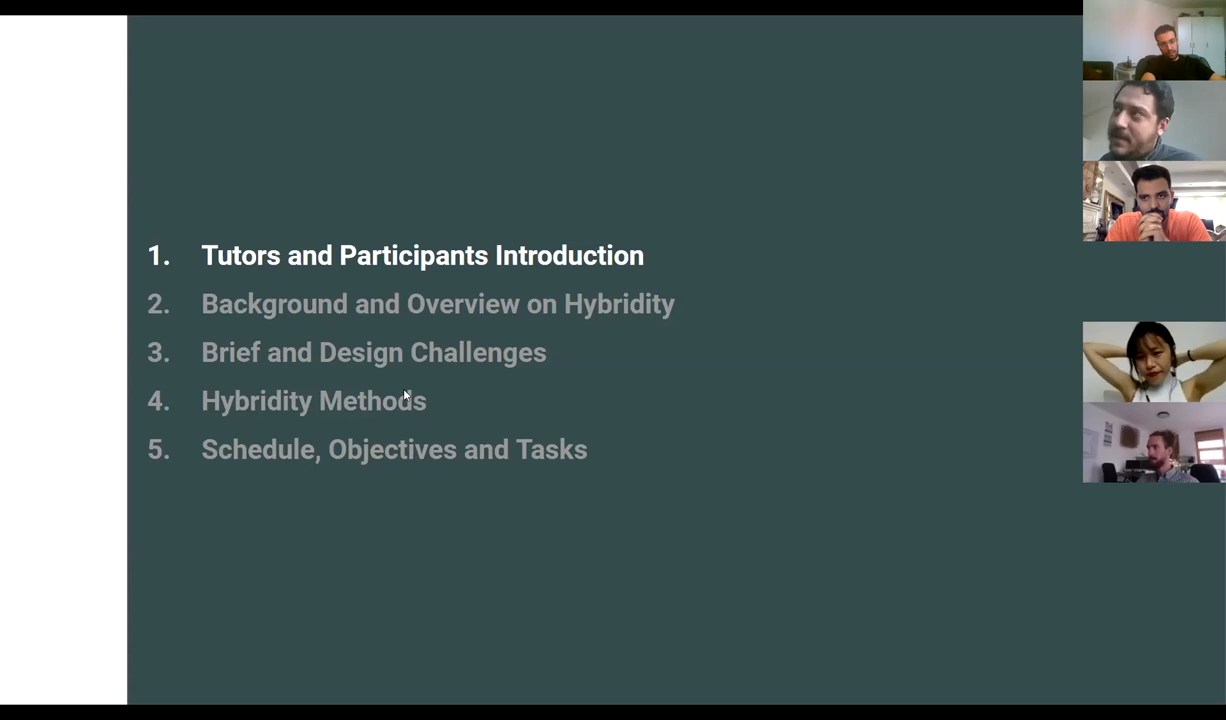 1. Tutors and Participants Introduction
2. Background and Overview on Hybridity
3. Brief and Design Challenges
4. Hybridity Methods
5. Schedule, Objectives and Tasks